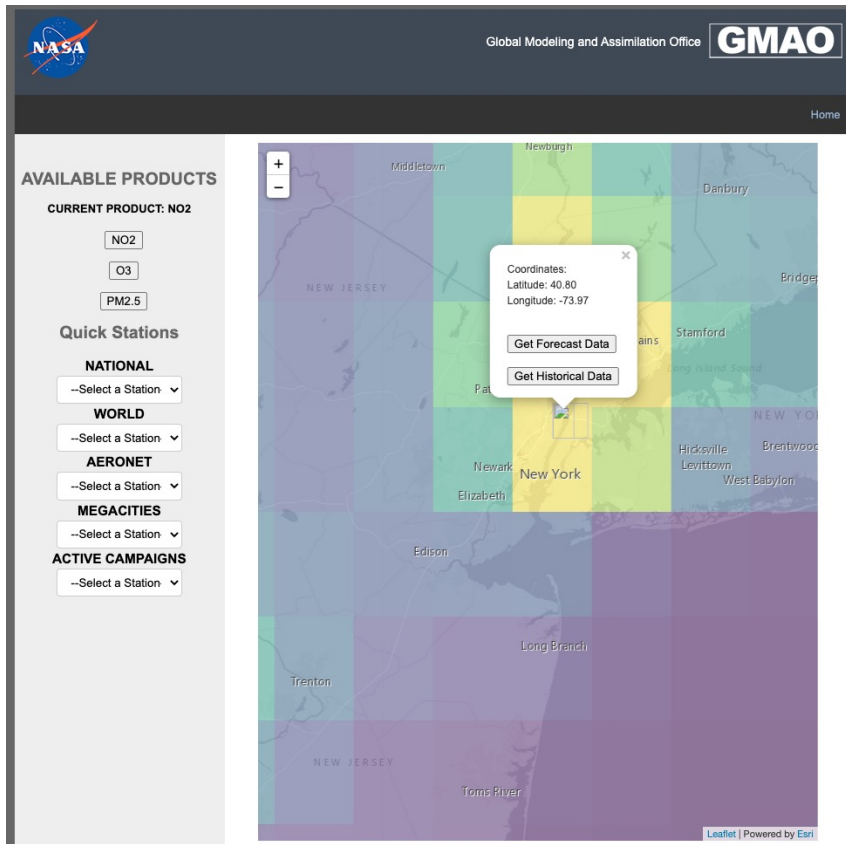 NASA
Global Modeling and Assimilation Office GMAO
Home
AVAILABLE PRODUCTS
CURRENT PRODUCT: NO2
NO2
O3
PM2.5
Quick Stations
NATIONAL
--Select a Station-
WORLD
--Select a Station-
AERONET
--Select a Station-
MEGACITIES
--Select a Station-
ACTIVE CAMPAIGNS
--Select a Station-
+
−
Newburgh
Middletown
Danbury
×
Coordinates:
Latitude: 40.80
Longitude: -73.97
Get Forecast Data
Get Historical Data
NEW JERSEY
Bridgep
Stamford
ains
Long Island Sound
Pat
NEW YO
Hicksville
Brentwood
Levittown
West Babylon
Newark
New York
Elizabeth
Edison
Long Branch
Trenton
NEW JERSEY
Toms River
Leaflet | Powered by Esri